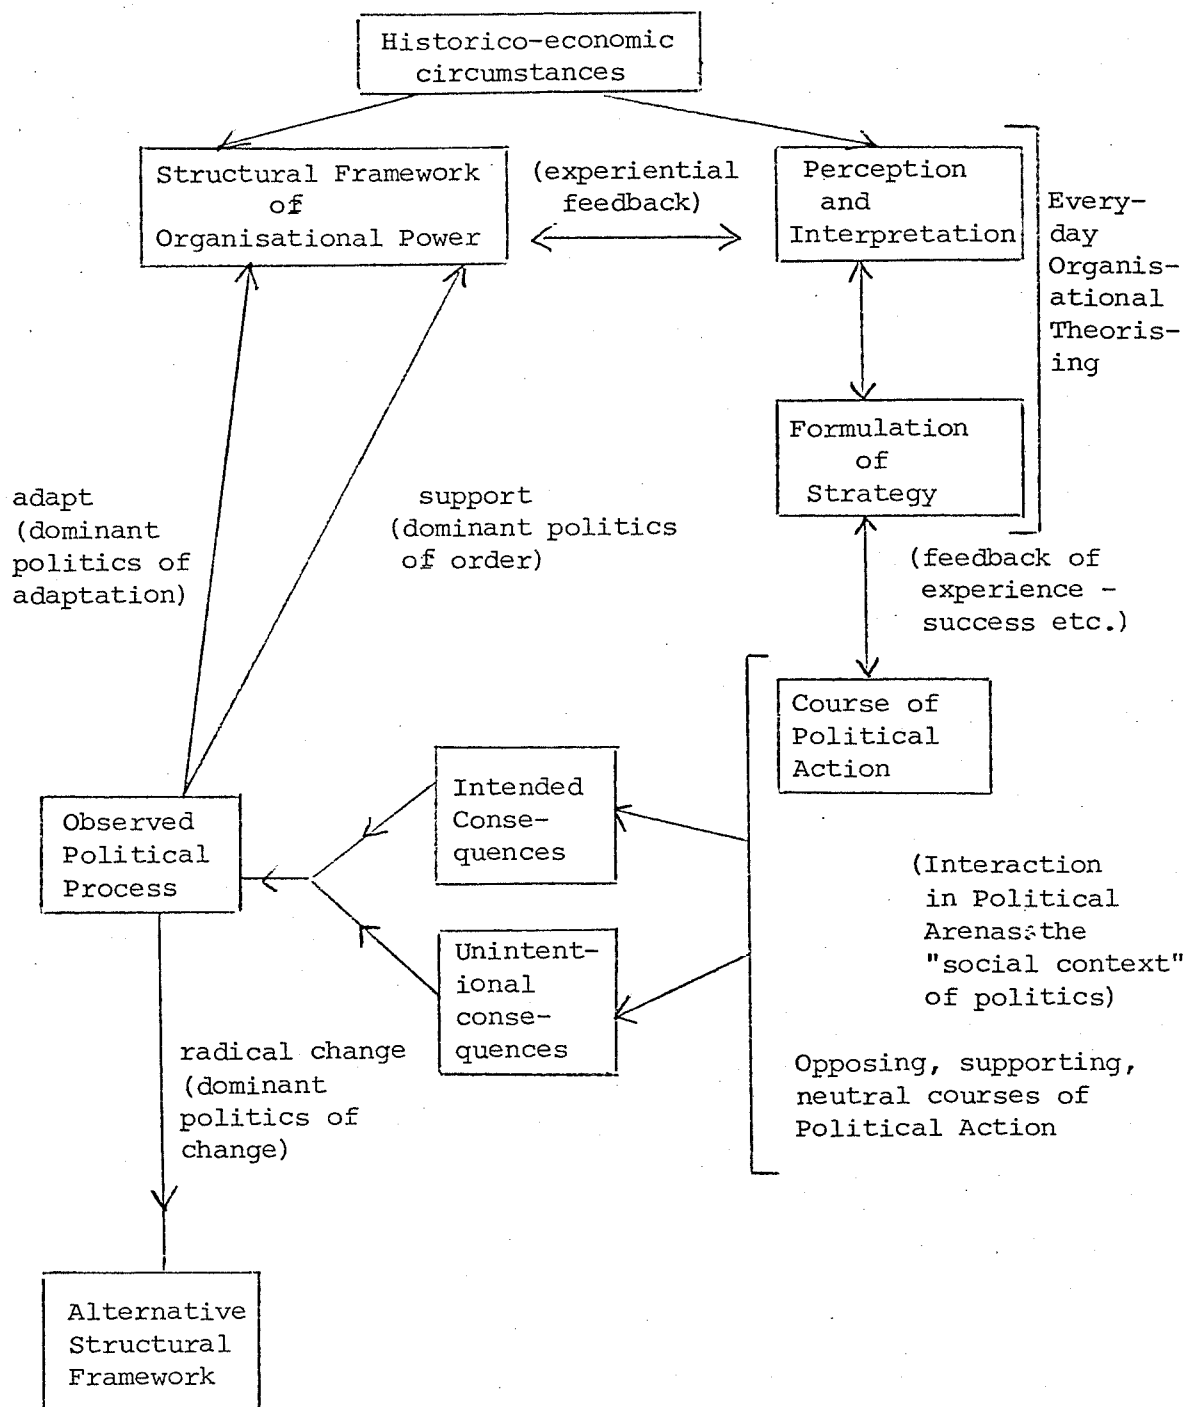 Historico-economic
circumstances
Structural Framework
of
Organisational Power
(experiential
feedback)
Perception
and
Interpretation
Every-
day
Organis-
ational
Theoris-
ing
Formulation
of
Strategy
adapt
(dominant
politics of
adaptation)
support
(dominant politics
of order)
(feedback of
experience -
success etc.)
Course of
Political
Action
Intended
Conse-
quences
Observed
Political
Process
(Interaction
in Political
Arenas:the
"social context"
of politics)
Unintent-
ional
conse-
quences
radical change
(dominant
politics of
change)
Opposing, supporting,
neutral courses of
Political Action
Alternative
Structural
Framework